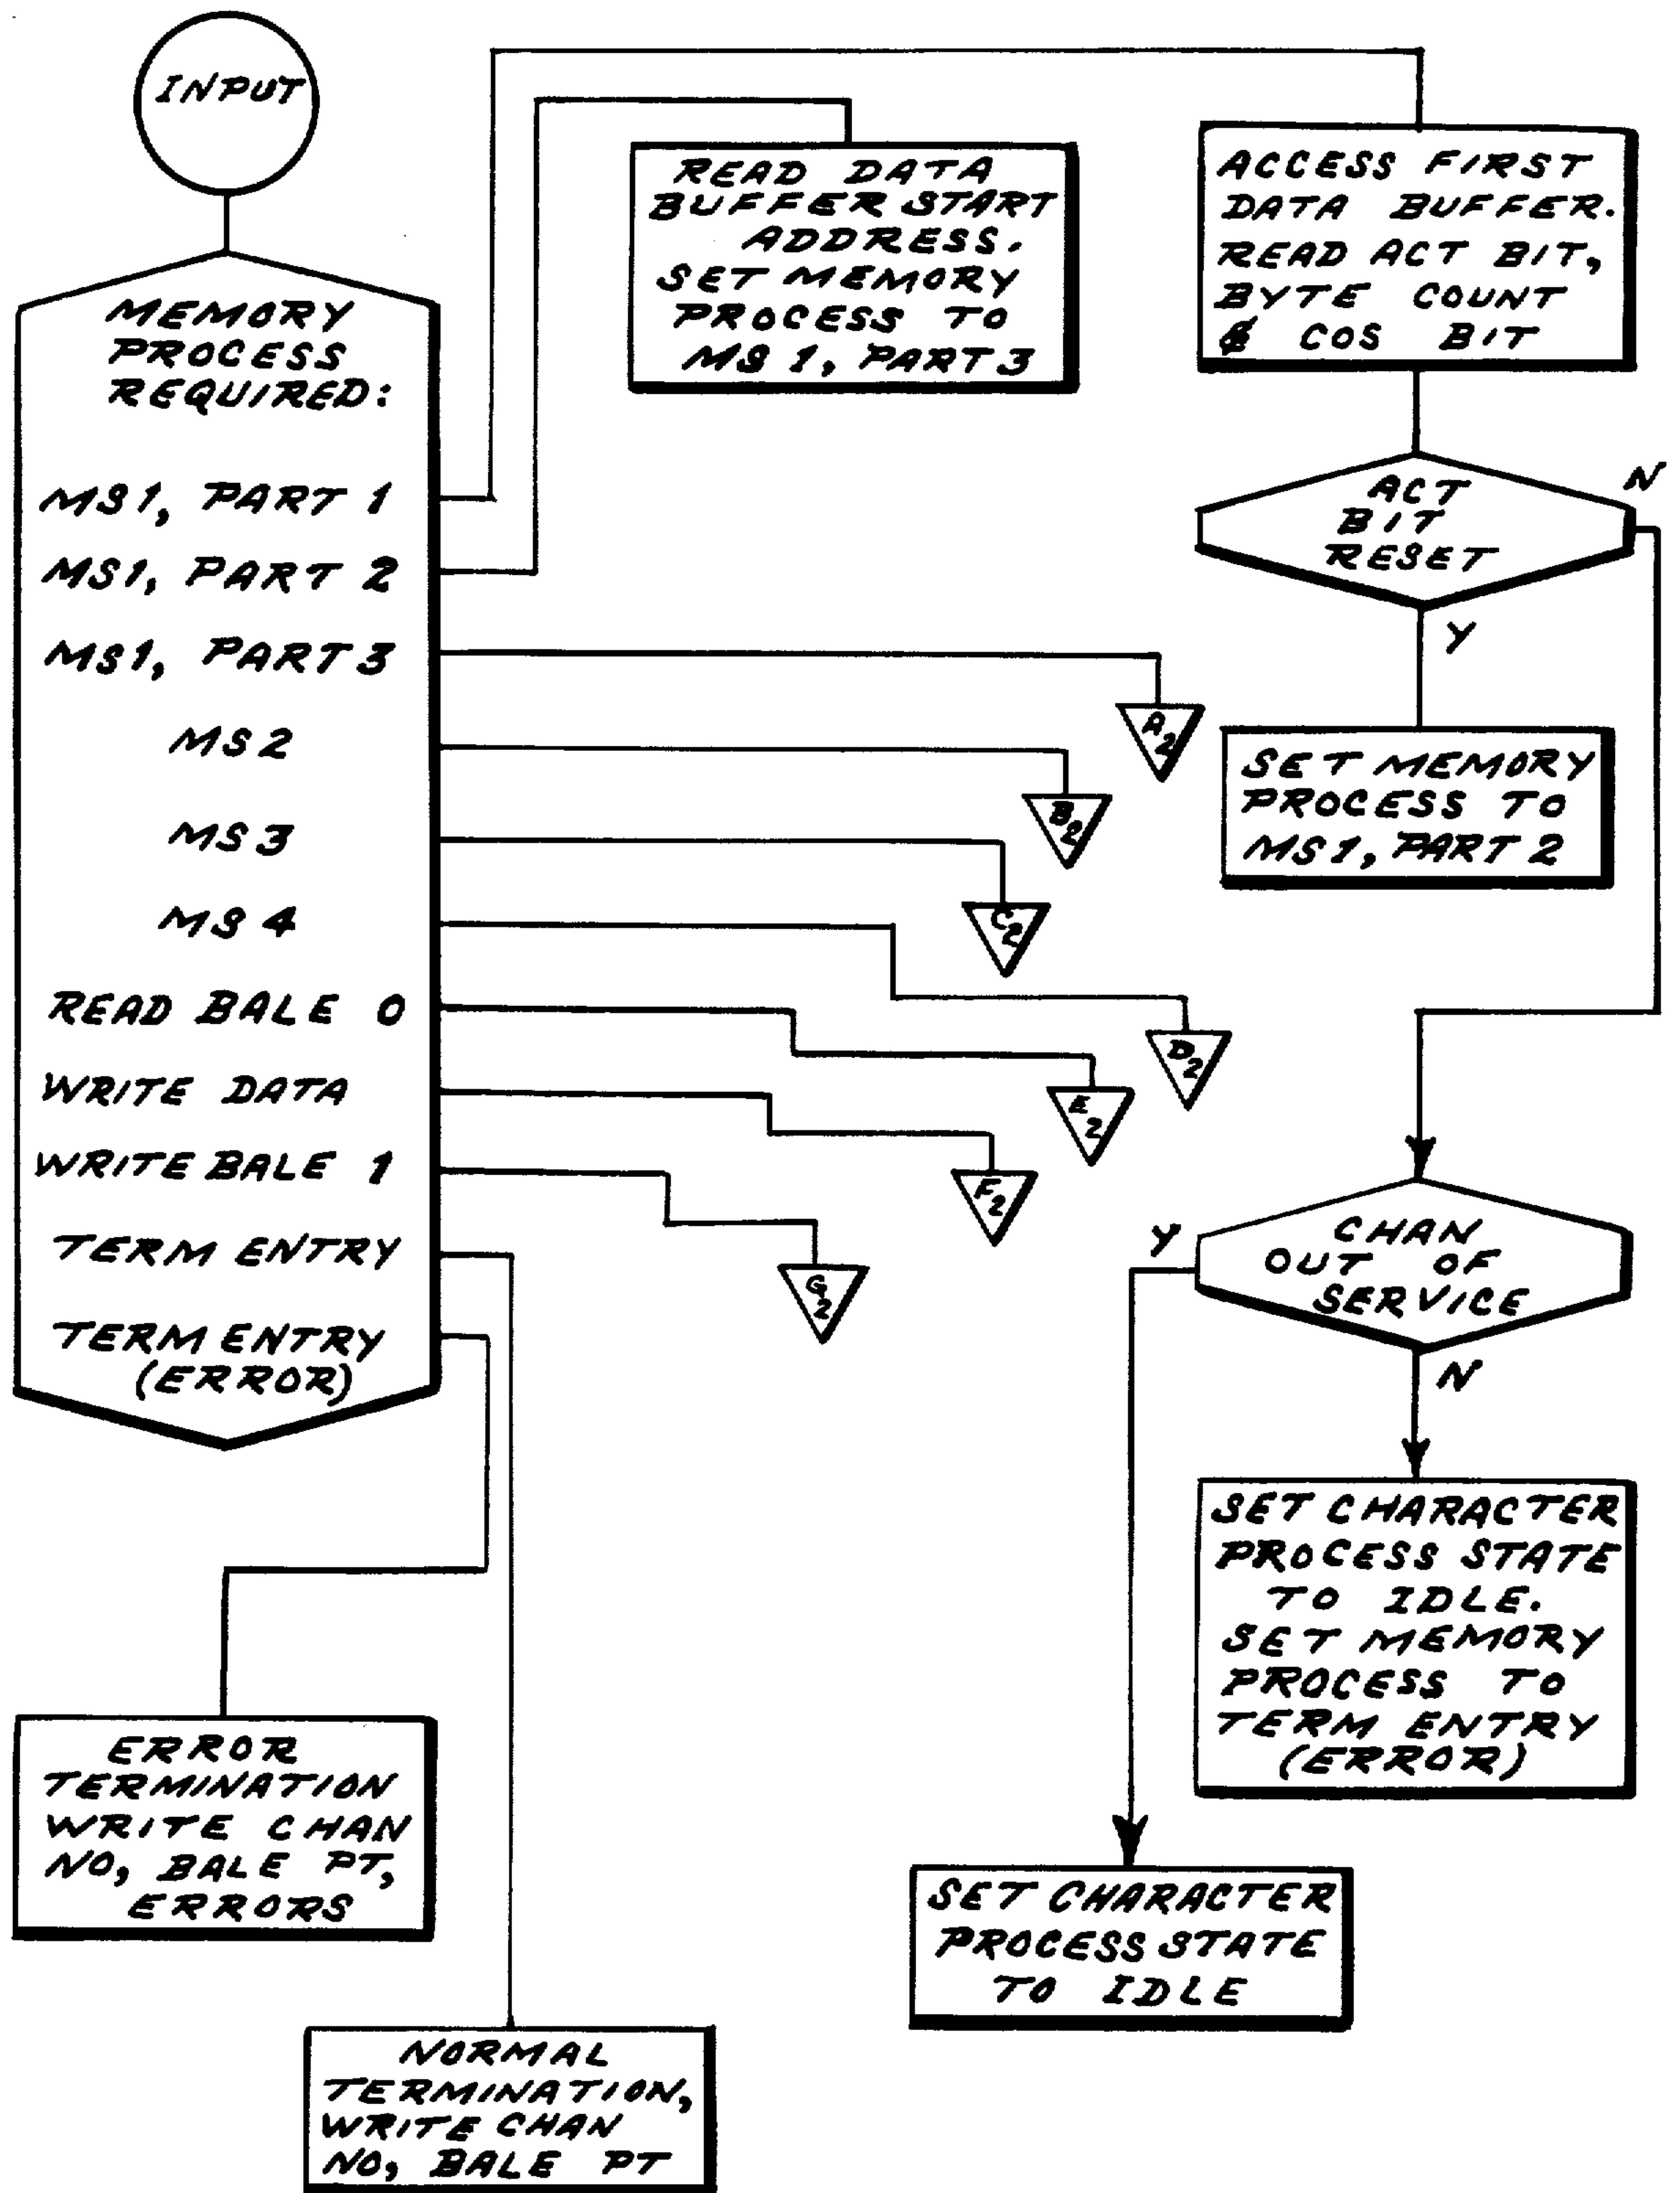 INPUT
MEMORY
PROCESS
REQUIRED:
MS1, PART 1
MS1, PART 2
MS1, PART 3
MS2
MS3
MS4
READ BALE 0
WRITE DATA
WRITE BALE 1
TERM ENTRY
TERM ENTRY
(ERROR)
READ DATA
BUFFER START
ADDRESS.
SET MEMORY
PROCESS TO
MS 1, PART 3
ACCESS FIRST
DATA BUFFER.
READ ACT BIT,
BYTE COUNT
& COS BIT
ACT
BIT
RESET
N
Y
SET MEMORY
PROCESS TO
MS1, PART 2
A2
B2
C2
D2
E2
F2
G2
CHAN
OUT OF
SERVICE
Y
N
SET CHARACTER
PROCESS STATE
TO IDLE.
SET MEMORY
PROCESS TO
TERM ENTRY
(ERROR)
SET CHARACTER
PROCESS STATE
TO IDLE
ERROR
TERMINATION
WRITE CHAN
NO, BALE PT,
ERRORS
NORMAL
TERMINATION,
WRITE CHAN
NO, BALE PT